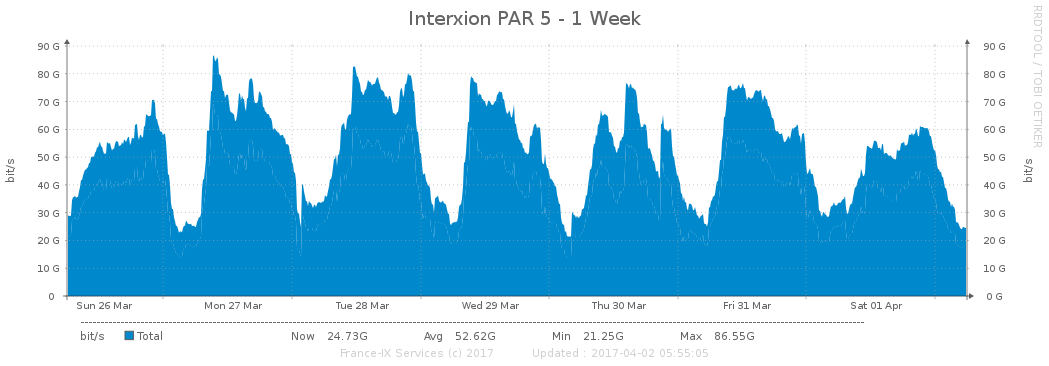 Interxion PAR 5 - 1 Week
RRDTOOL / TOBI OETIKER
bit/s
90 G 90 G
80 G 80 G
70 G 70 G
60 G 60 G
50 G 50 G
40 G 40 G
30 G 30 G
20 G 20 G
10 G 10 G
0 0 G
bit/s
Sun 26 Mar Mon 27 Mar Tue 28 Mar Wed 29 Mar Thu 30 Mar Fri 31 Mar Sat 01 Apr
bit/s Total Now 24.73G Avg 52.62G Min 21.25G Max 86.55G
France-IX Services (c) 2017 Updated : 2017-04-02 05:55:05